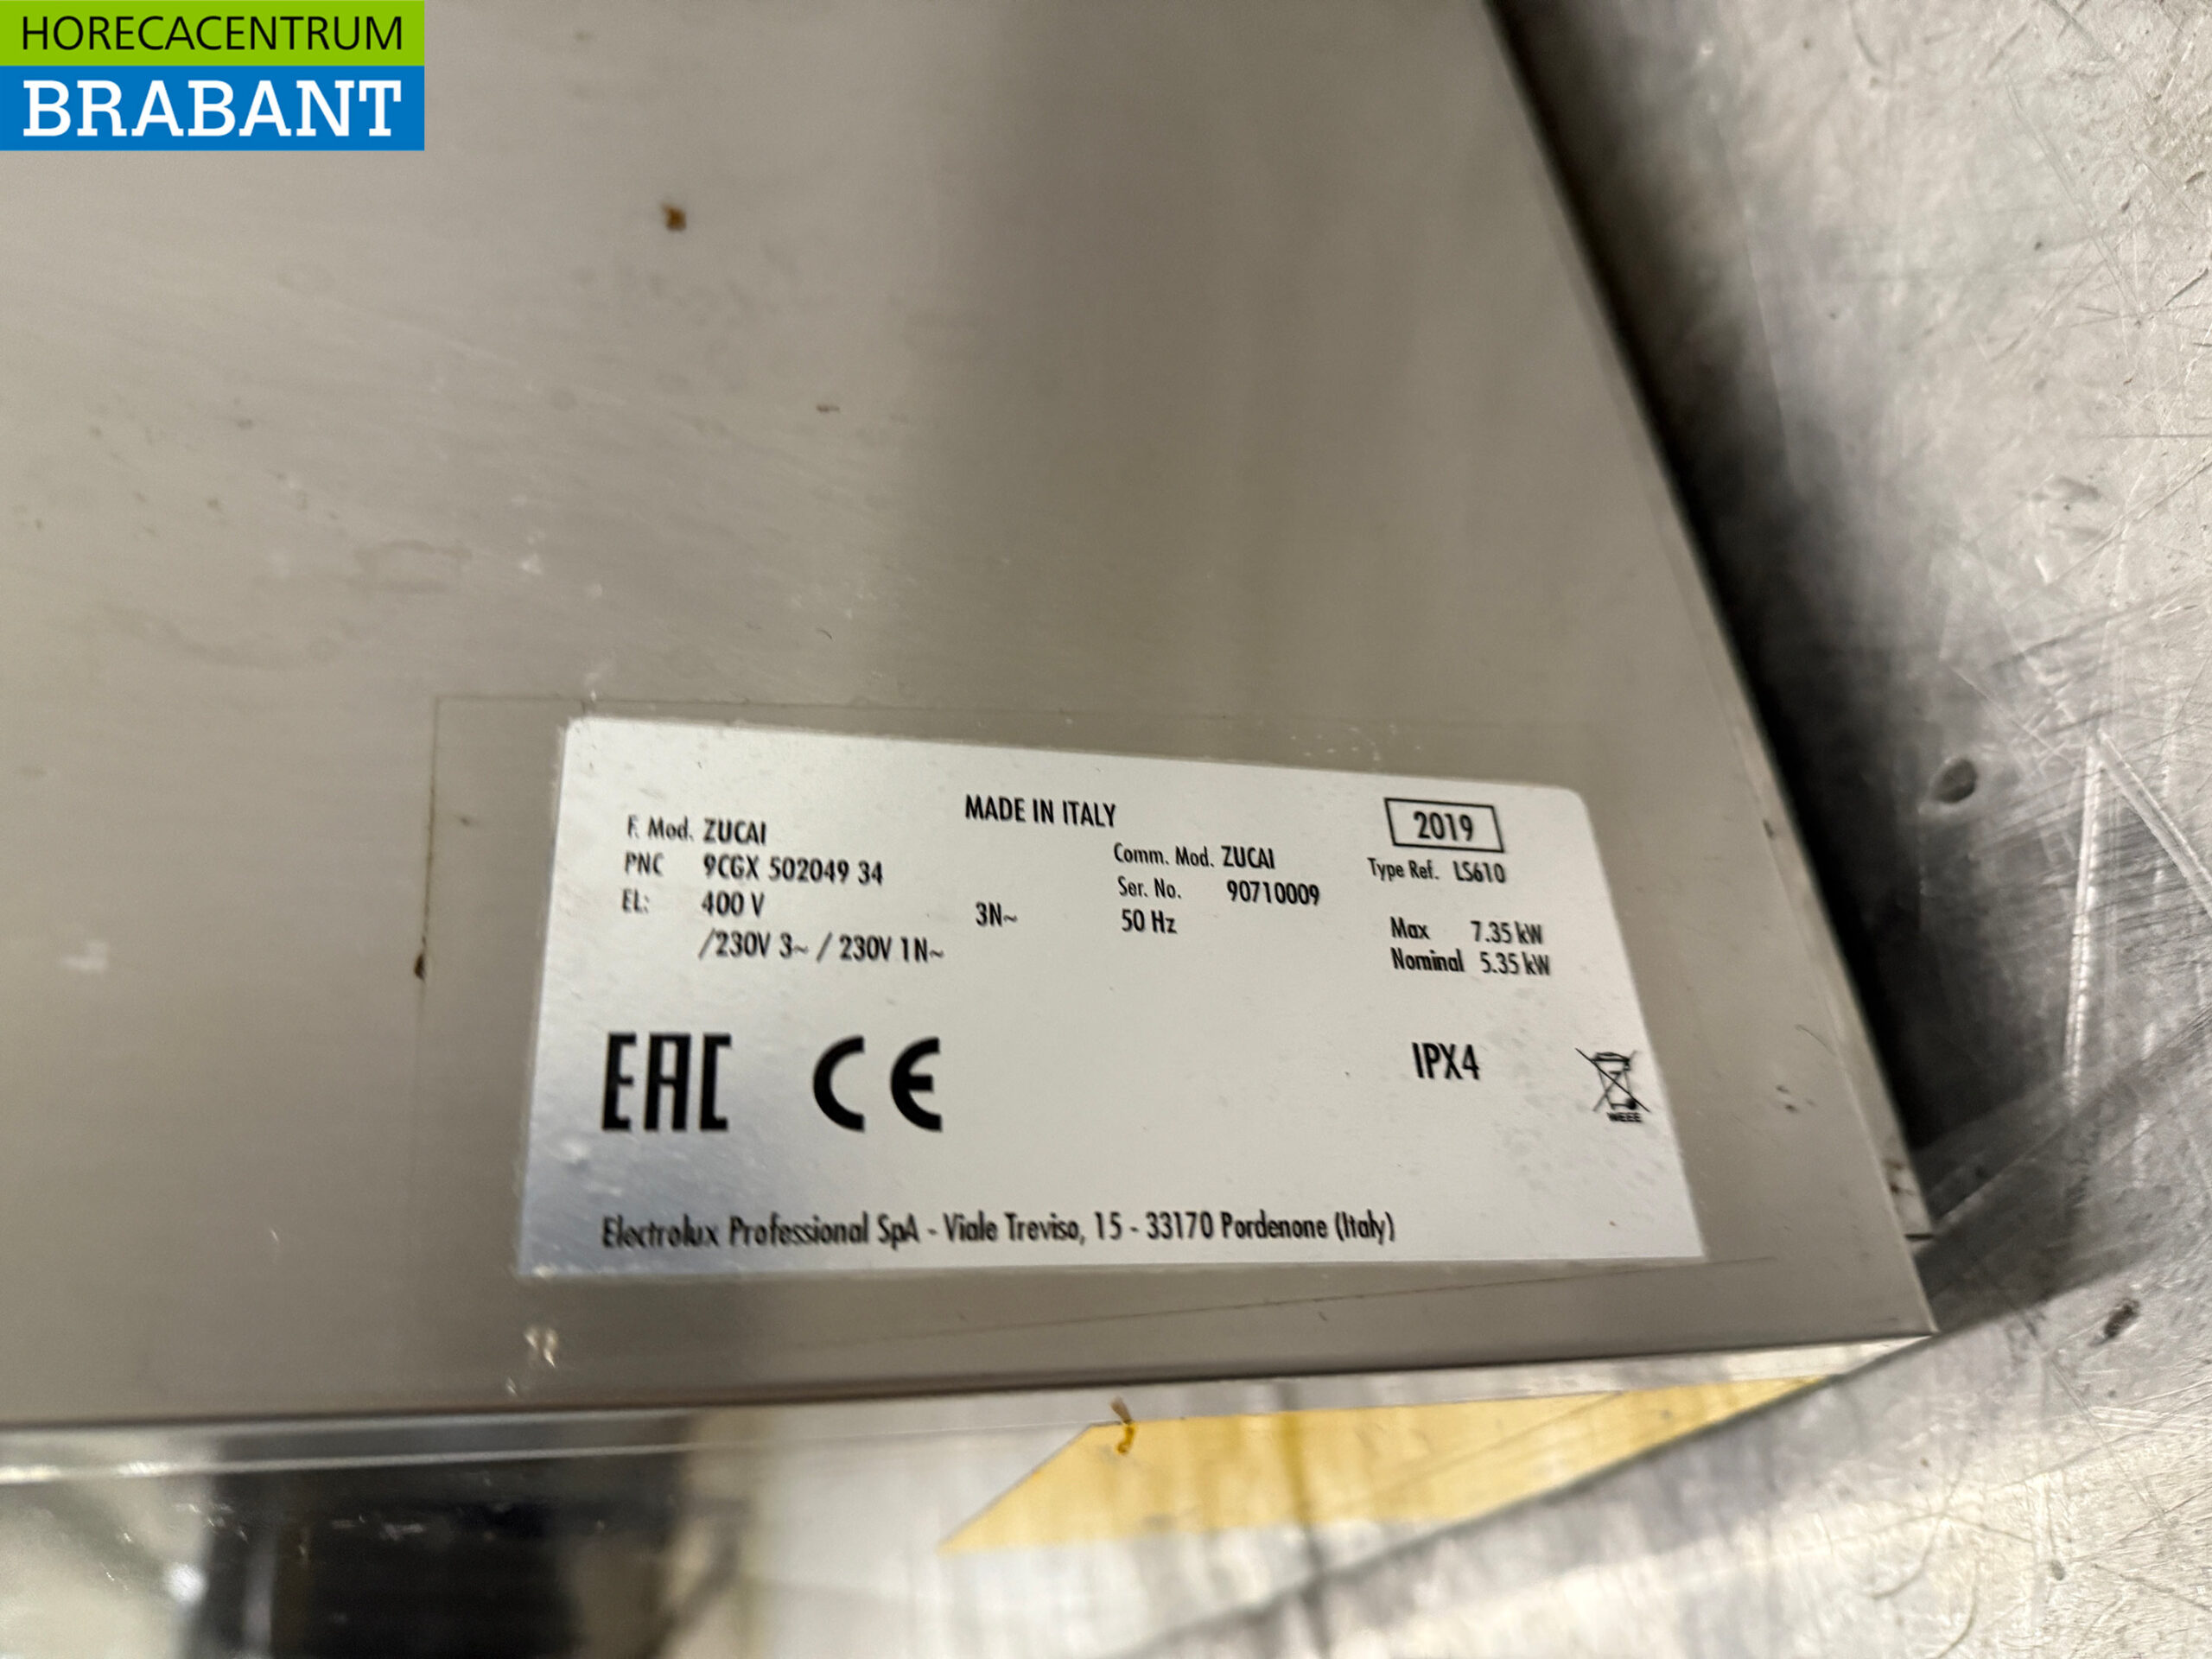 HORECACENTRUM
BRABANT
MADE IN ITALY
2019
F. Mod. ZUCAI
Comm. Mod. ZUCAI
Type Ref. LS610
PNC 9CGX 502049 34
Ser. No. 90710009
EL: 400 V 3N~ 50 Hz
Max 7.35 kW
/230V 3~ / 230V 1N~
Nominal 5.35 kW
EAC CE
IPX4
WEEE
Electrolux Professional SpA - Viale Treviso, 15 - 33170 Pordenone (Italy)